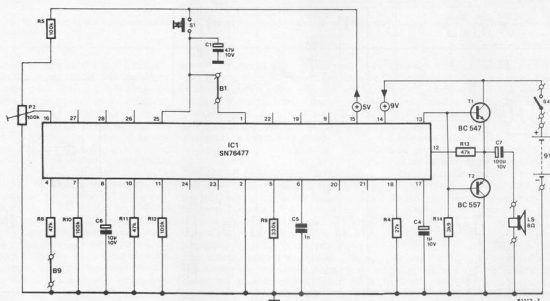 R5
100k
S1
C1
47µ
10V
B1
5V
9V
P2
100k
16
27
28
26
25
1
22
19
3
10
15
14
13
T1
BC 547
S4
IC1
SN76477
12
R13
47k
C7
100µ
10V
9V
BC 557
T2
4
7
8
10
11
24
23
2
5
6
9
20
21
18
17
R8
47k
R10
100k
C6
10µ
10V
R11
47k
R12
100k
R9
330k
C5
1n
R4
27k
C4
1µ
10V
R14
3k9
LS
8Ω
B9